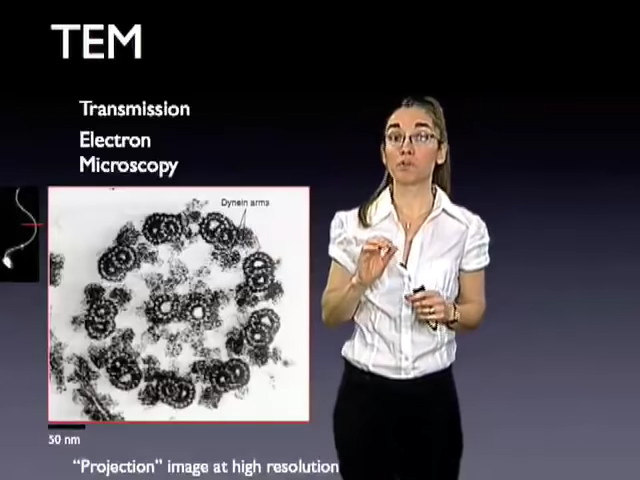 TEM
Transmission
Electron
Microscopy
Dynein arms
50 nm
“Projection” image at high resolution